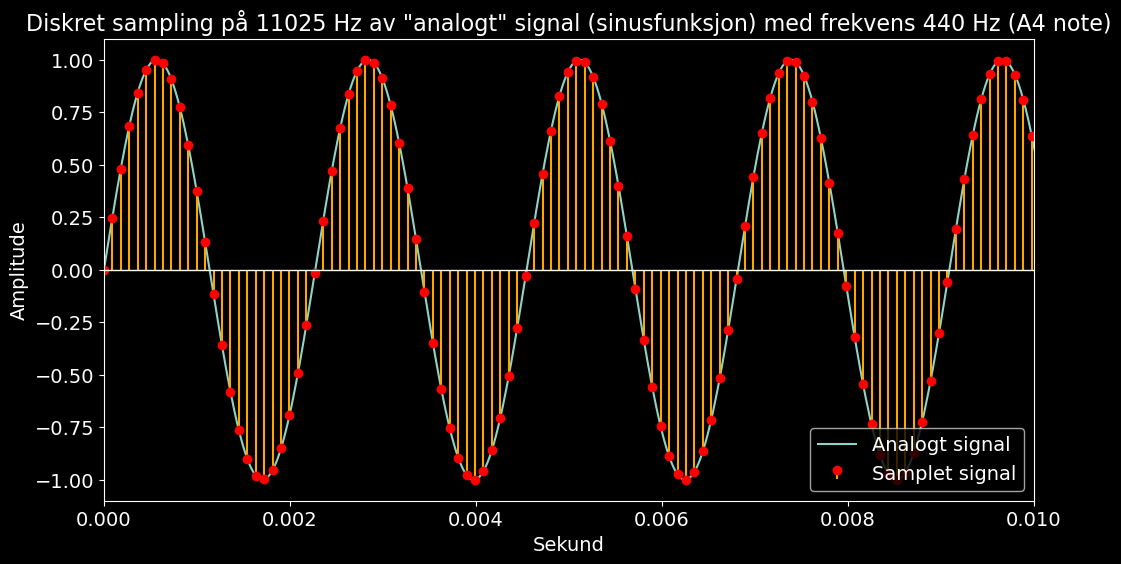 Diskret sampling på 11025 Hz av "analogt" signal (sinusfunksjon) med frekvens 440 Hz (A4 note)
1.00
0.75
0.50
0.25
0.00
−0.25
−0.50
−0.75
−1.00
Amplitude
Analogt signal
Samplet signal
0.000 0.002 0.004 0.006 0.008 0.010
Sekund